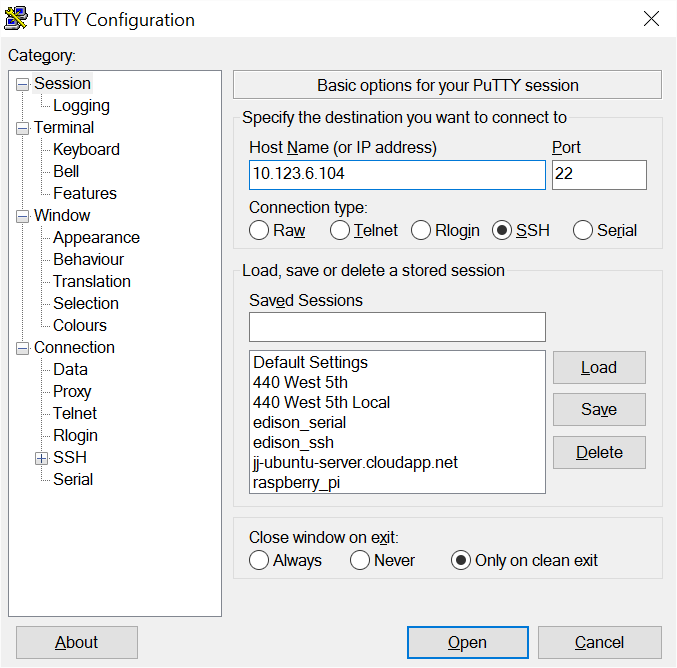 PuTTY Configuration
Category:
Session
Logging
Terminal
Keyboard
Bell
Features
Window
Appearance
Behaviour
Translation
Selection
Colours
Connection
Data
Proxy
Telnet
Rlogin
SSH
Serial
Basic options for your PuTTY session
Specify the destination you want to connect to
Host Name (or IP address) Port
10.123.6.104 22
Connection type:
Raw Telnet Rlogin SSH Serial
Load, save or delete a stored session
Saved Sessions
Default Settings
440 West 5th
440 West 5th Local
edison_serial
edison_ssh
jj-ubuntu-server.cloudapp.net
raspberry_pi
Load
Save
Delete
Close window on exit:
Always Never Only on clean exit
About Open Cancel